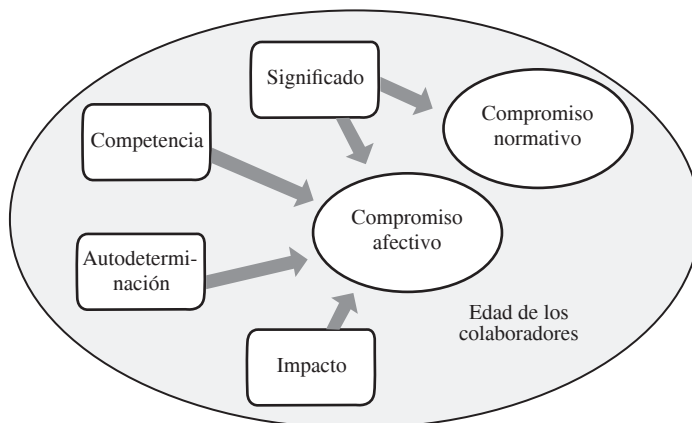 Significado
Competencia
Compromiso
normativo
Compromiso
afectivo
Autodetermi-
nación
Edad de los
colaboradores
Impacto